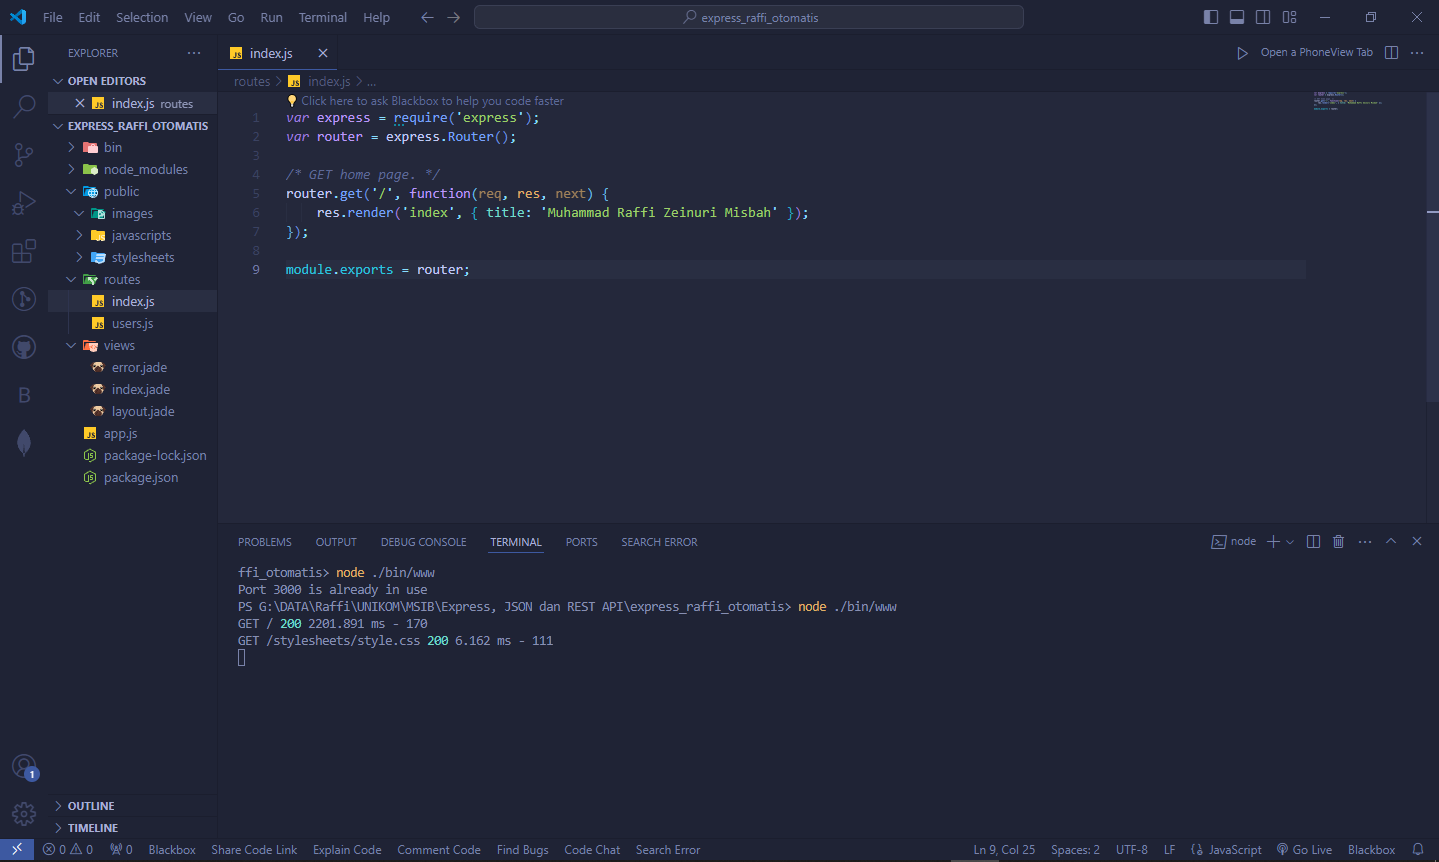 File Edit Selection View Go Run Terminal Help
express_raffi_otomatis
EXPLORER
OPEN EDITORS
index.js routes
EXPRESS_RAFFI_OTOMATIS
bin
node_modules
public
images
javascripts
stylesheets
routes
index.js
users.js
views
error.jade
index.jade
layout.jade
app.js
package-lock.json
package.json
OUTLINE
TIMELINE
B
1
JS index.js
Open a PhoneView Tab
routes > JS index.js > ...
Click here to ask Blackbox to help you code faster
1 var express = require('express');
2 var router = express.Router();
3
4 /* GET home page. */
5 router.get('/', function(req, res, next) {
6 res.render('index', { title: 'Muhammad Raffi Zeinuri Misbah' });
7 });
8
9 module.exports = router;
PROBLEMS OUTPUT DEBUG CONSOLE TERMINAL PORTS SEARCH ERROR
node
ffi_otomatis> node ./bin/www
Port 3000 is already in use
PS G:\DATA\Raffi\UNIKOM\MSIB\Express, JSON dan REST API\express_raffi_otomatis> node ./bin/www
GET / 200 2201.891 ms - 170
GET /stylesheets/style.css 200 6.162 ms - 111
0 0 0 Blackbox Share Code Link Explain Code Comment Code Find Bugs Code Chat Search Error
Ln 9, Col 25 Spaces: 2 UTF-8 LF {} JavaScript Go Live Blackbox